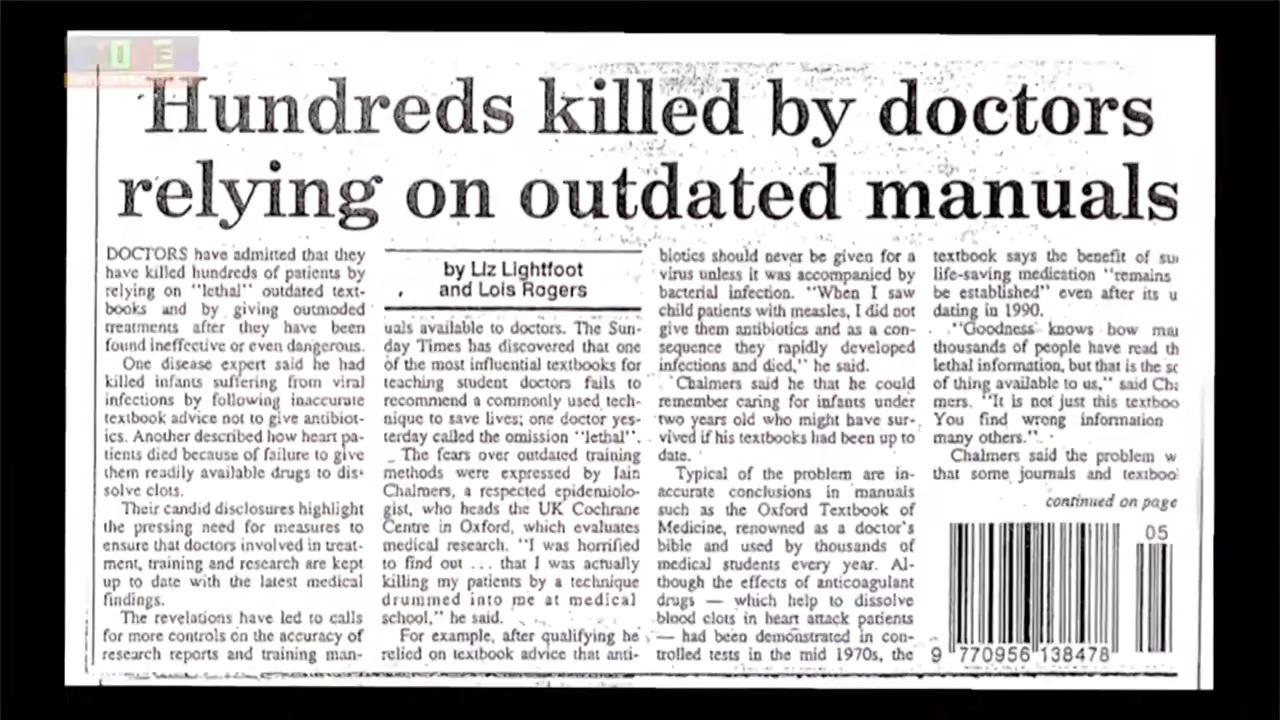 Hundreds killed by doctors
relying on outdated manuals
DOCTORS have admitted that they
have killed hundreds of patients by
relying on "lethal" outdated text-
books and by giving outmoded
treatments after they have been
found ineffective or even dangerous.
One disease expert said he had
killed infants suffering from viral
infections by following inaccurate
textbook advice not to give antibiot-
ics. Another described how heart pa-
tients died because of failure to give
them readily available drugs to dis-
solve clots.
Their candid disclosures highlight
the pressing need for measures to
ensure that doctors involved in treat-
ment, training and research are kept
up to date with the latest medical
findings.
The revelations have led to calls
for more controls on the accuracy of
research reports and training man-
by Liz Lightfoot
and Lois Rogers
uals available to doctors. The Sun-
day Times has discovered that one
of the most influential textbooks for
teaching student doctors fails to
recommend a commonly used tech-
nique to save lives; one doctor yes-
terday called the omission "lethal".
The fears over outdated training
methods were expressed by Iain
Chalmers, a respected epidemiolo-
gist, who heads the UK Cochrane
Centre in Oxford, which evaluates
medical research. "I was horrified
to find out ... that I was actually
killing my patients by a technique
drummed into me at medical
school," he said.
For example, after qualifying he
relied on textbook advice that anti-
biotics should never be given for a
virus unless it was accompanied by
bacterial infection. "When I saw
child patients with measles, I did not
give them antibiotics and as a con-
sequence they rapidly developed
infections and died," he said.
Chalmers said he that he could
remember caring for infants under
two years old who might have sur-
vived if his textbooks had been up to
date.
Typical of the problem are in-
accurate conclusions in manuals
such as the Oxford Textbook of
Medicine, renowned as a doctor's
bible and used by thousands of
medical students every year. Al-
though the effects of anticoagulant
drugs — which help to dissolve
blood clots in heart attack patients
— had been demonstrated in con-
trolled tests in the mid 1970s, the
textbook says the benefit of su
life-saving medication "remains
be established" even after its u
dating in 1990.
"Goodness knows how ma
thousands of people have read th
lethal information, but that is the so
of thing available to us," said Cha
mers. "It is not just this textboo
You find wrong information
many others."
Chalmers said the problem w
that some journals and textboo
continued on page
05
9 770956 138478